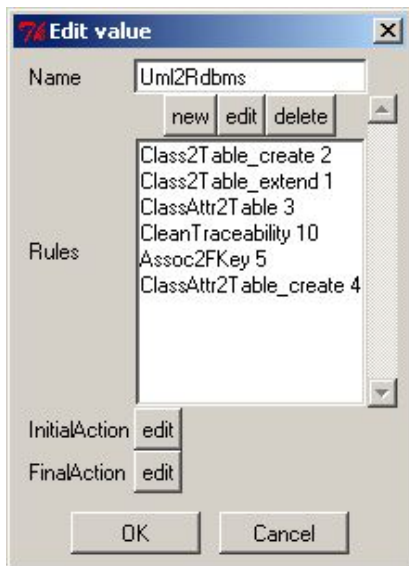 Edit value
Name Uml2Rdbms
new edit delete
Rules
Class2Table_create 2
Class2Table_extend 1
ClassAttr2Table 3
CleanTraceability 10
Assoc2FKey 5
ClassAttr2Table_create 4
InitialAction edit
FinalAction edit
OK Cancel